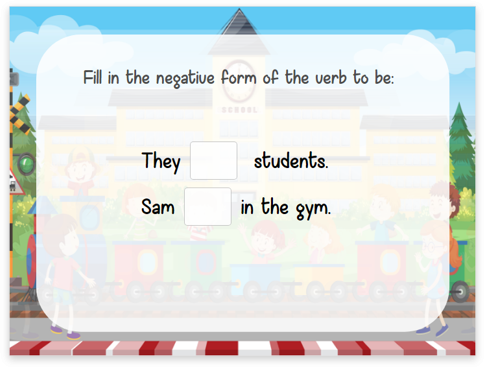 SCHOOL
Fill in the negative form of the verb to be:
They students.
Sam in the gym.